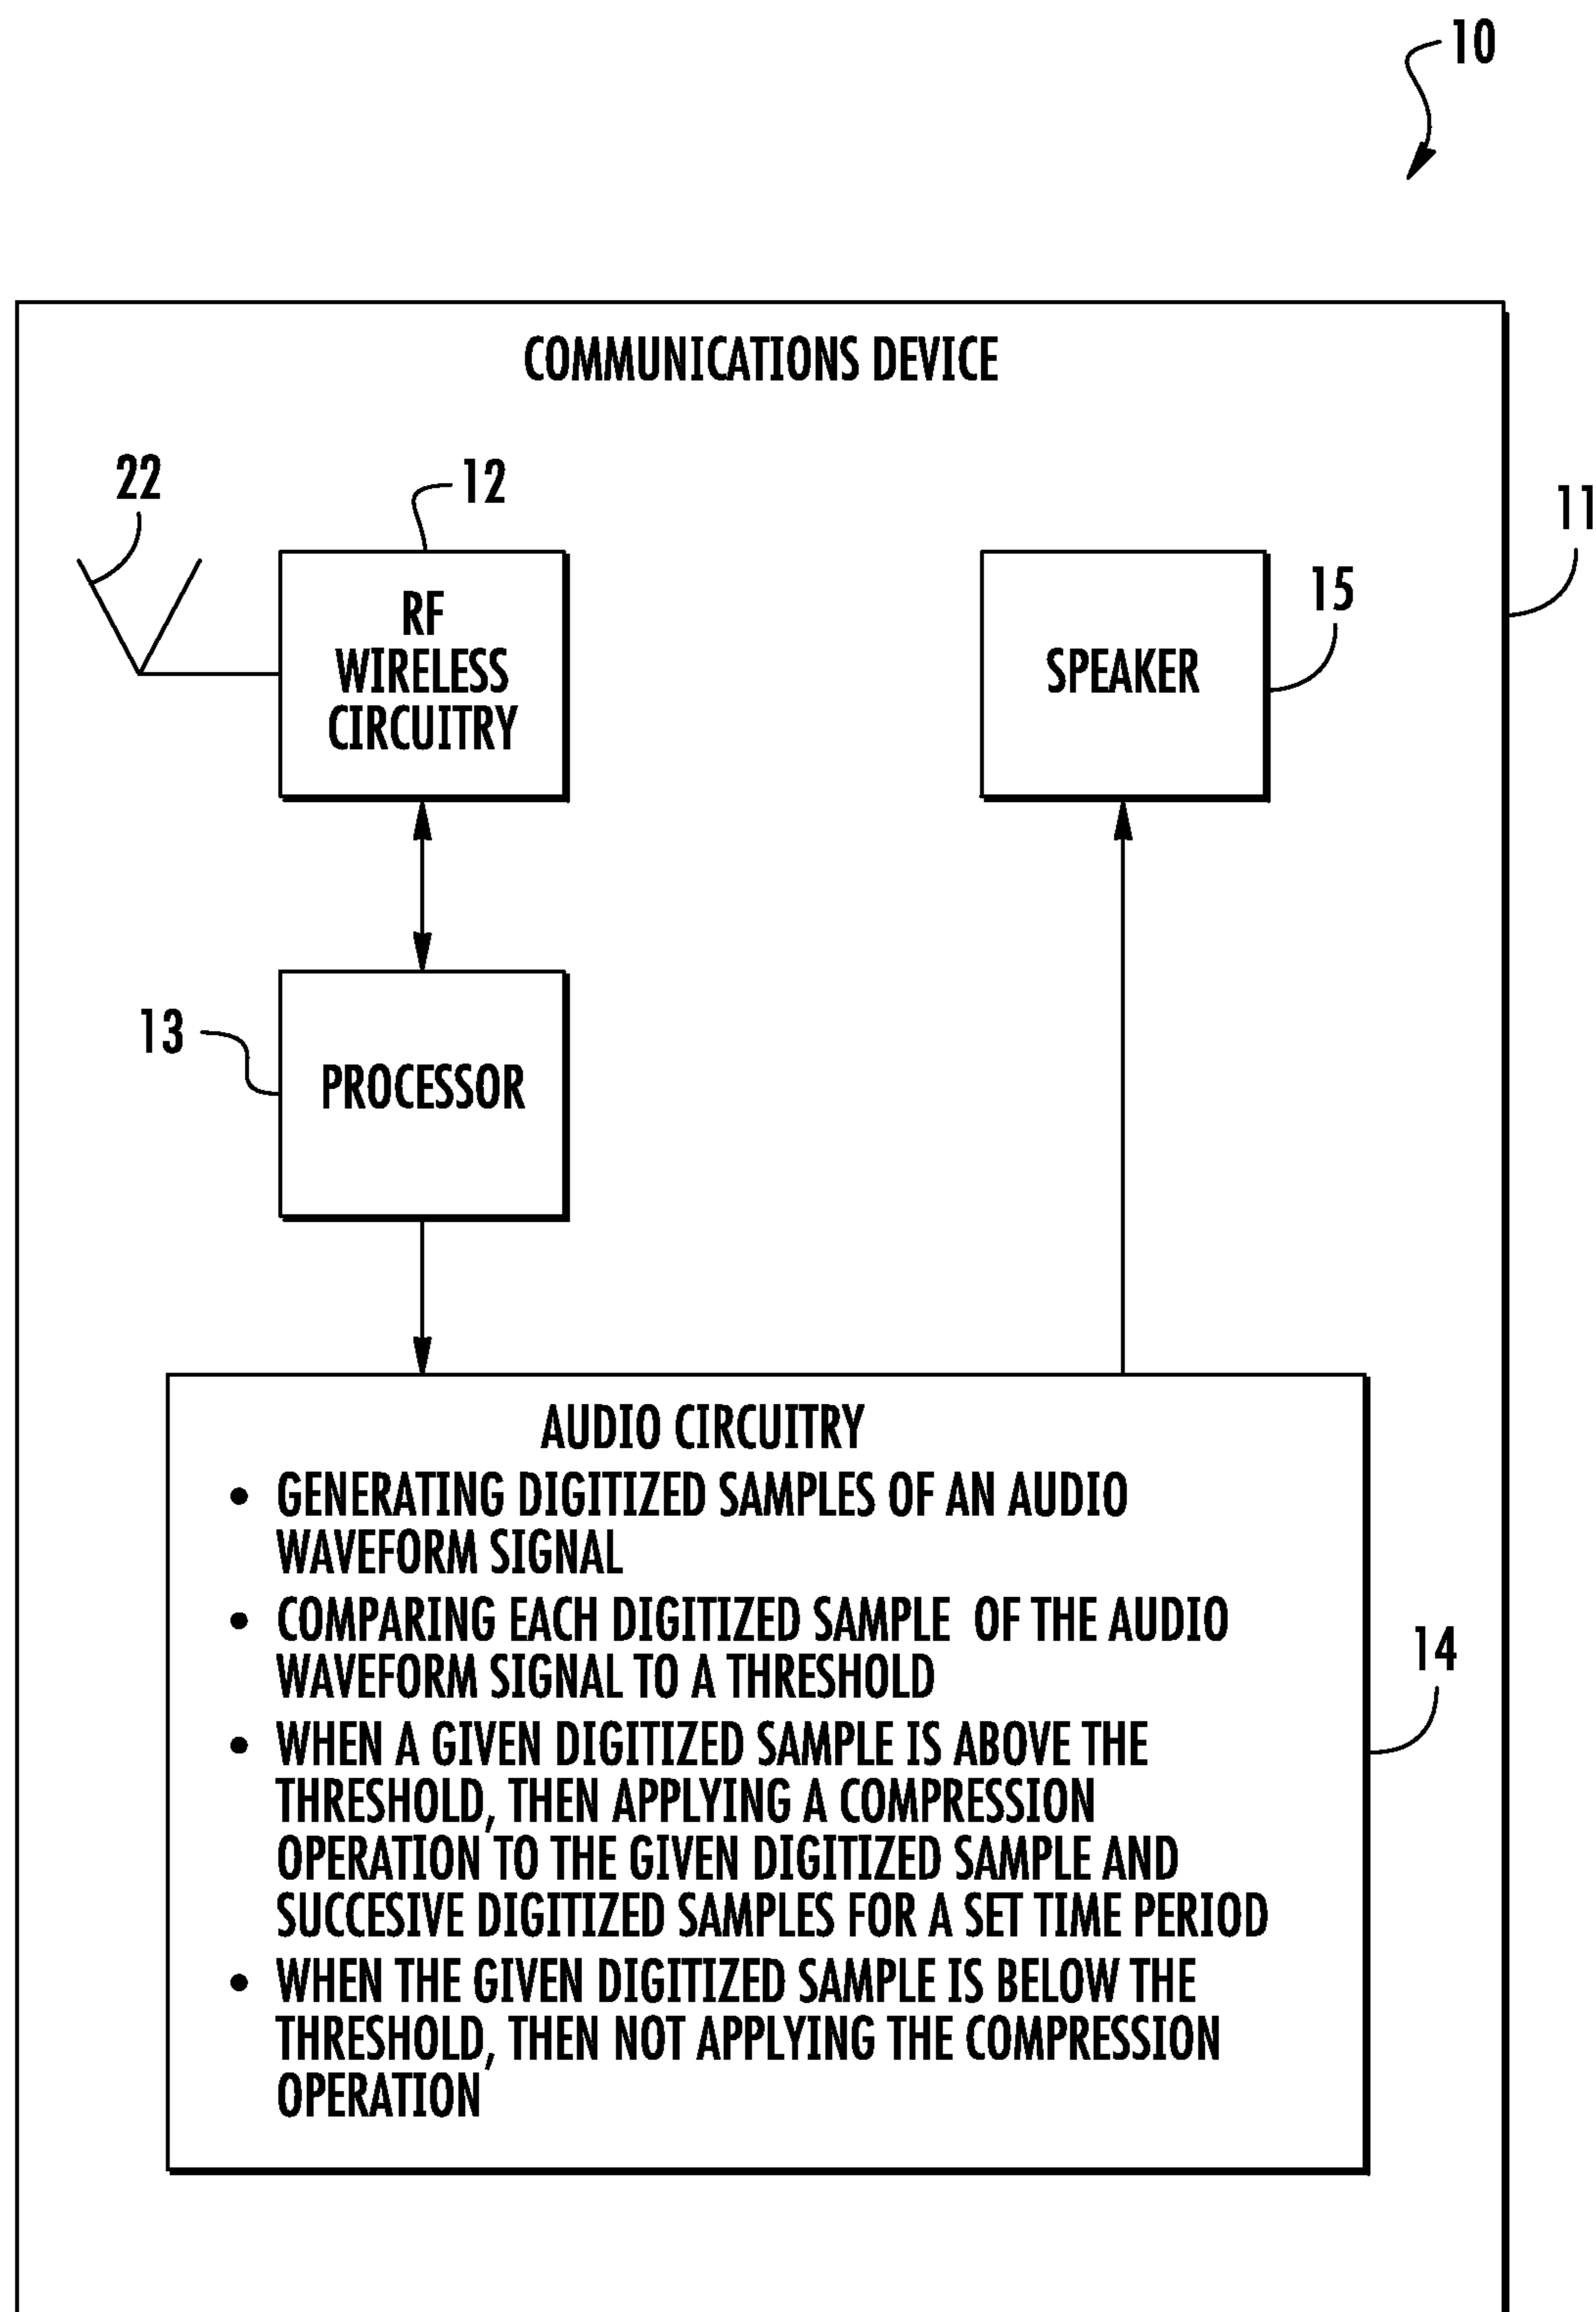 10
COMMUNICATIONS DEVICE
22
12
11
RF
WIRELESS
CIRCUITRY
SPEAKER
15
13
PROCESSOR
AUDIO CIRCUITRY
• GENERATING DIGITIZED SAMPLES OF AN AUDIO
WAVEFORM SIGNAL
• COMPARING EACH DIGITIZED SAMPLE OF THE AUDIO
WAVEFORM SIGNAL TO A THRESHOLD
• WHEN A GIVEN DIGITIZED SAMPLE IS ABOVE THE
THRESHOLD, THEN APPLYING A COMPRESSION
OPERATION TO THE GIVEN DIGITIZED SAMPLE AND
SUCCESIVE DIGITIZED SAMPLES FOR A SET TIME PERIOD
• WHEN THE GIVEN DIGITIZED SAMPLE IS BELOW THE
THRESHOLD, THEN NOT APPLYING THE COMPRESSION
OPERATION
14